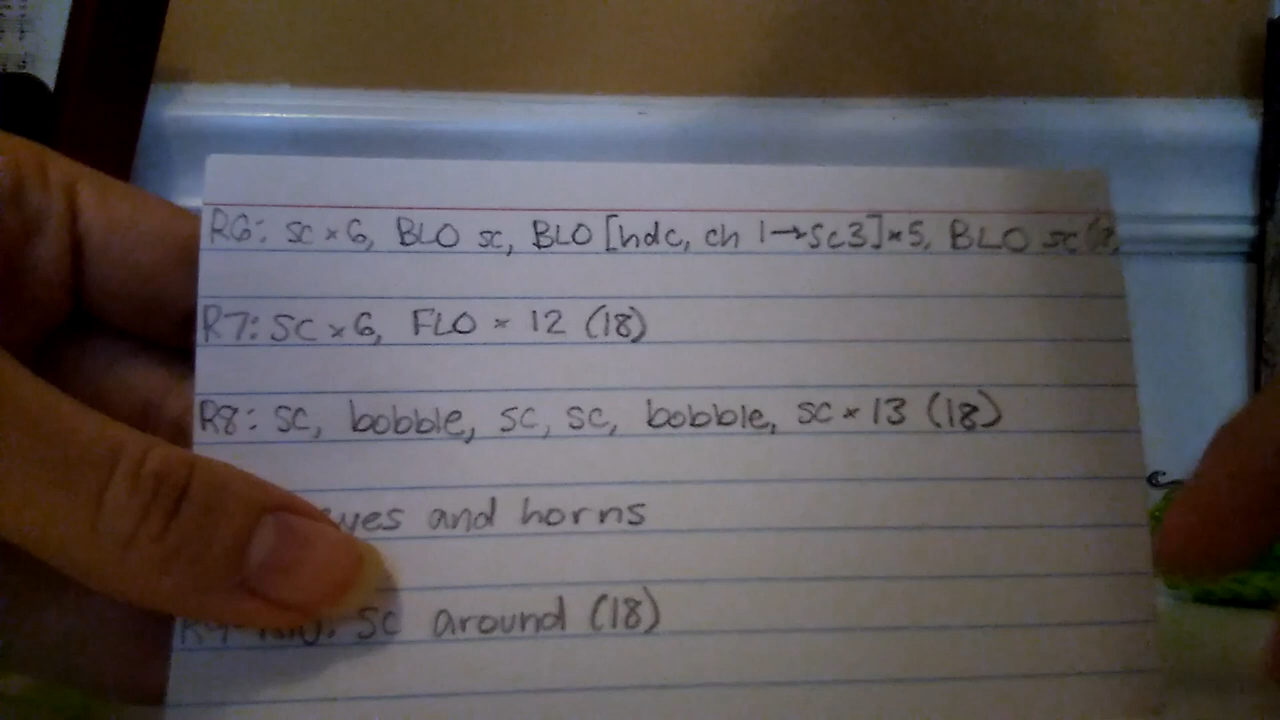 R6: sc × 6, BLO sc, BLO [hdc, ch 1→sc3] × 5, BLO sc
R7: sc × 6, FLO × 12 (18)
R8: sc, bobble, sc, sc, bobble, sc × 13 (18)
and horns
sc around (18)